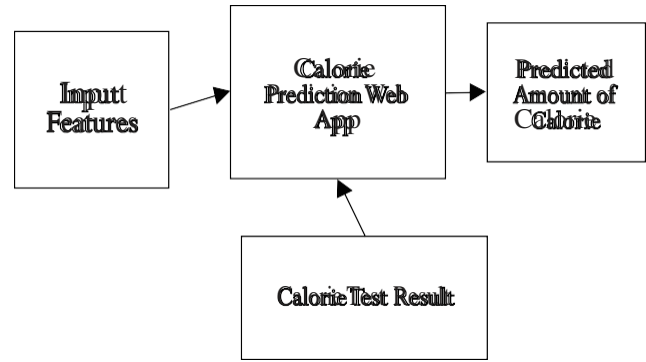 Input
Features
Calorie
Prediction Web
App
Predicted
Amount of
Calorie
Calorie Test Result